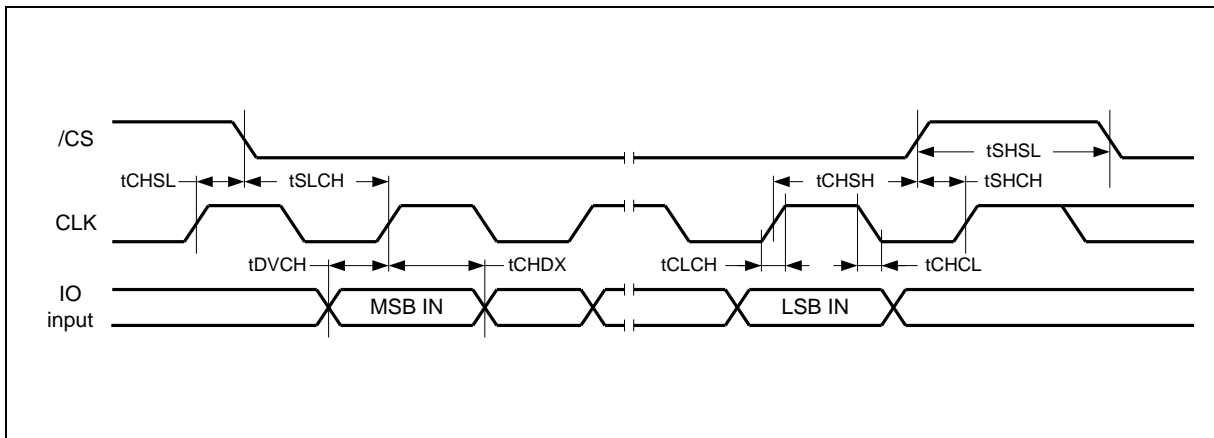 /CS
tSHSL
tCHSL
tSLCH
tCHSH
tSHCH
CLK
tDVCH
tCHDX
tCLCH
tCHCL
IO
input
MSB IN
LSB IN